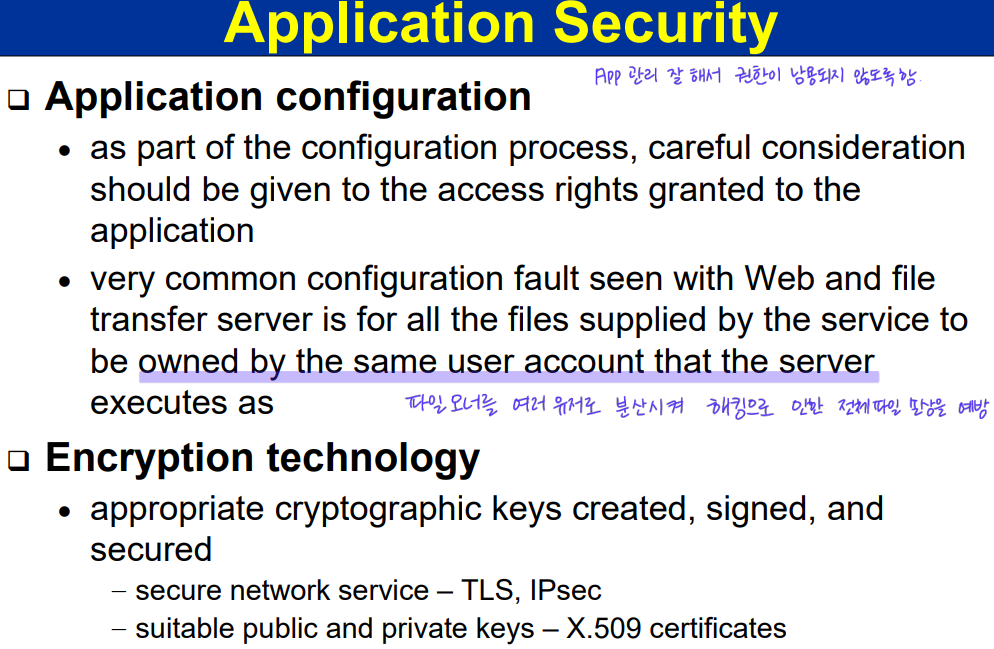 Application Security
App 관리 잘 해서 권한이 남용되지 않도록 함.
❑ Application configuration
• as part of the configuration process, careful consideration
should be given to the access rights granted to the
application
• very common configuration fault seen with Web and file
transfer server is for all the files supplied by the service to
be owned by the same user account that the server
executes as
파일 오너를 여러 유저로 분산시켜 해킹으로 인한 전체파일 손상을 예방
❑ Encryption technology
• appropriate cryptographic keys created, signed, and
secured
– secure network service – TLS, IPsec
– suitable public and private keys – X.509 certificates